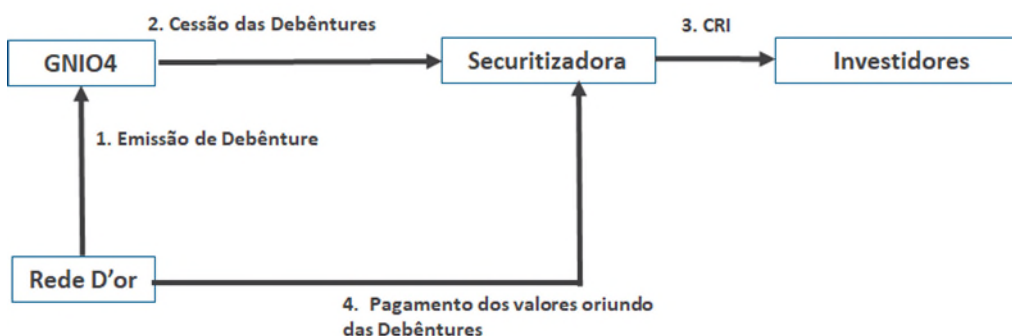 2. Cessão das Debêntures
3. CRI
GNIO4
Securitizadora
Investidores
1. Emissão de Debênture
Rede D'or
4. Pagamento dos valores oriundo
das Debêntures